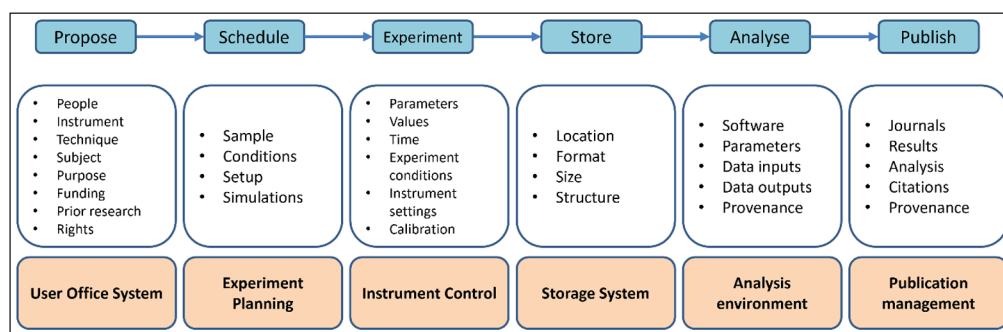 Propose
Schedule
Experiment
Store
Analyse
Publish
• People
• Instrument
• Technique
• Subject
• Purpose
• Funding
• Prior research
• Rights
• Sample
• Conditions
• Setup
• Simulations
• Parameters
• Values
• Time
• Experiment
conditions
• Instrument
settings
• Calibration
• Location
• Format
• Size
• Structure
• Software
• Parameters
• Data inputs
• Data outputs
• Provenance
• Journals
• Results
• Analysis
• Citations
• Provenance
User Office System
Experiment
Planning
Instrument Control
Storage System
Analysis
environment
Publication
management